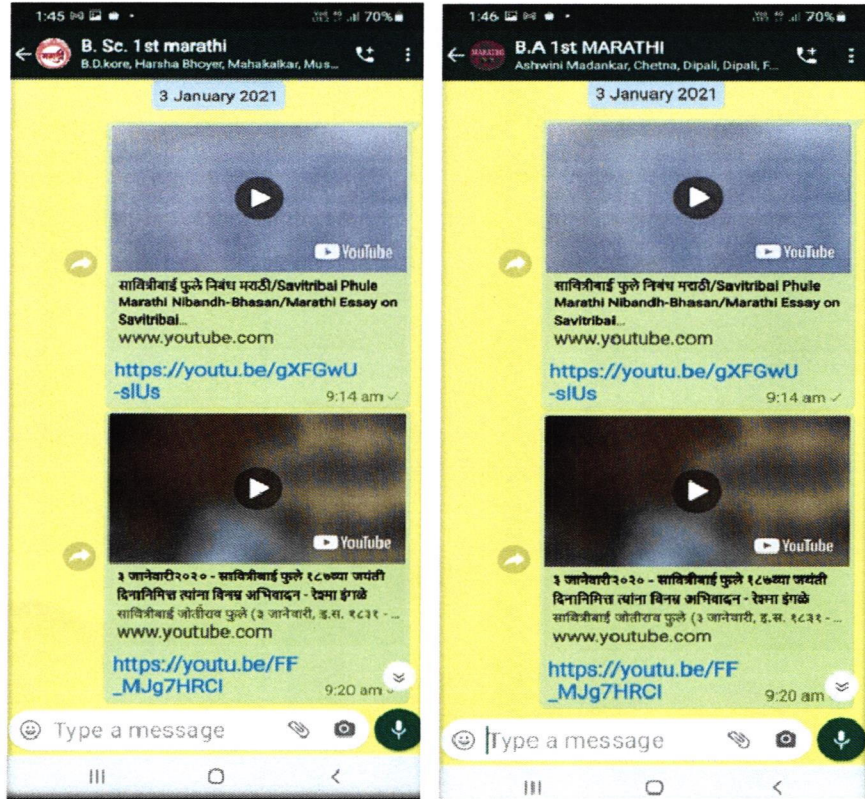 1:45
70%
B. Sc. 1st marathi
B.D.kore, Harsha Bhoyer, Mahakalkar, Mus...
3 January 2021
YouTube
सावित्रीबाई फुले निबंध मराठी/Savitribai Phule
Marathi Nibandh-Bhasan/Marathi Essay on
Savitribai...
www.youtube.com
https://youtu.be/gXFGwU
-slUs
9:14 am
YouTube
३ जानेवारी२०२० - सावित्रीबाई फुले १८७व्या जयंती
दिनानिमित्त त्यांना विनम्र अभिवादन - रेश्मा इंगळे
सावित्रीबाई जोतीराव फुले (३ जानेवारी, इ.स. १८३१ - ...
www.youtube.com
https://youtu.be/FF
_MJg7HRCI
9:20 am
Type a message
1:46
70%
B.A 1st MARATHI
Ashwini Madankar, Chetna, Dipali, Dipali, F...
3 January 2021
YouTube
सावित्रीबाई फुले निबंध मराठी/Savitribai Phule
Marathi Nibandh-Bhasan/Marathi Essay on
Savitribai...
www.youtube.com
https://youtu.be/gXFGwU
-slUs
9:14 am
YouTube
३ जानेवारी२०२० - सावित्रीबाई फुले १८७व्या जयंती
दिनानिमित्त त्यांना विनम्र अभिवादन - रेश्मा इंगळे
सावित्रीबाई जोतीराव फुले (३ जानेवारी, इ.स. १८३१ - ...
www.youtube.com
https://youtu.be/FF
_MJg7HRCI
9:20 am
Type a message